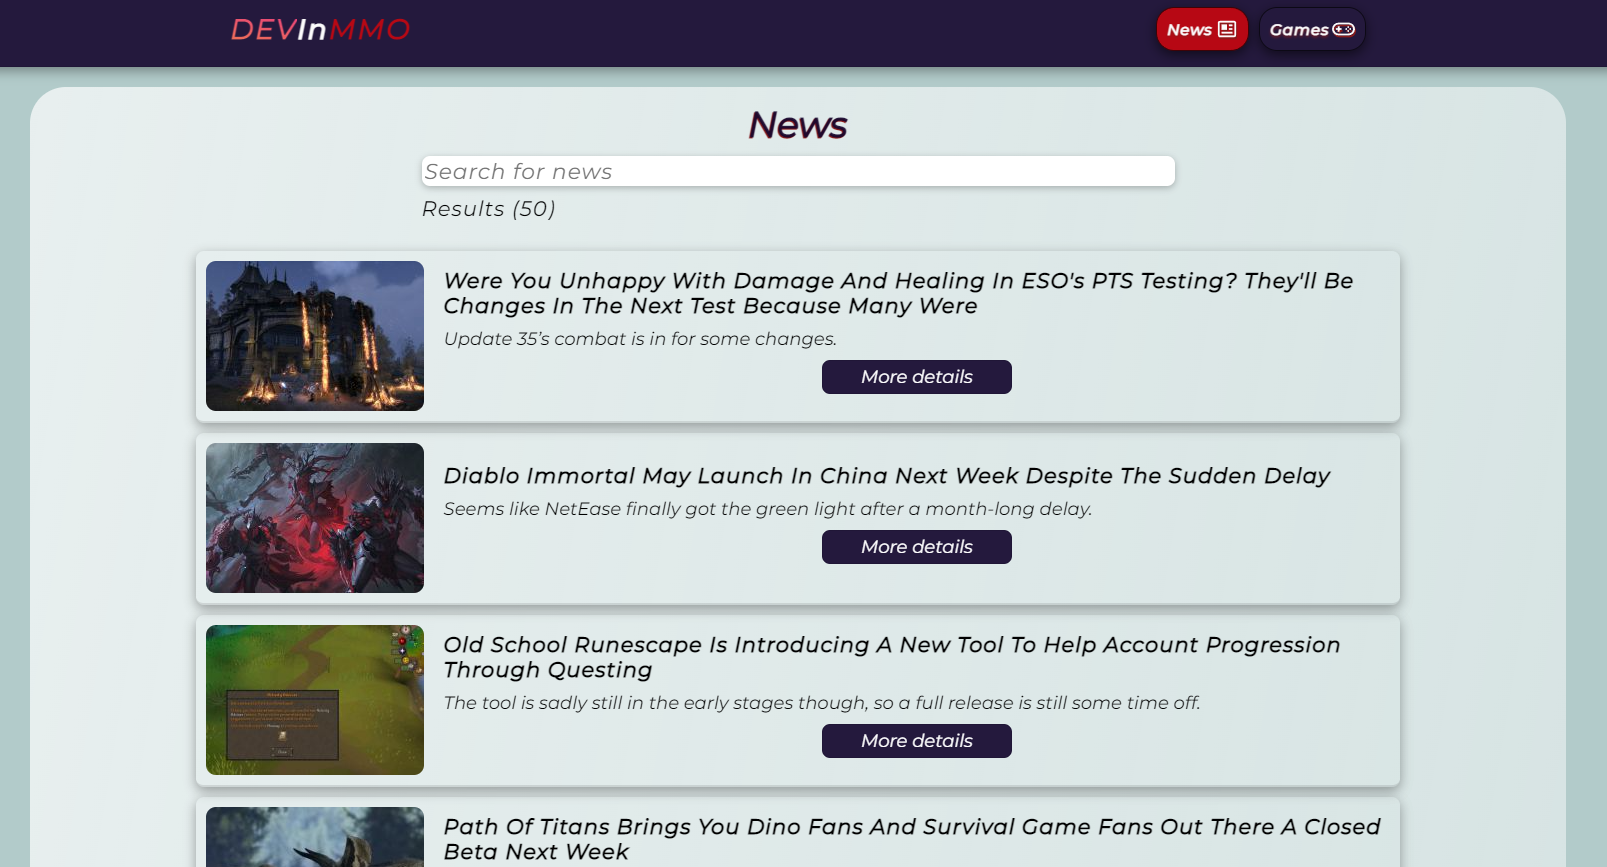 DEVInMMO
News
Games
News
Search for news
Results (50)
Were You Unhappy With Damage And Healing In ESO's PTS Testing? They'll Be
Changes In The Next Test Because Many Were
Update 35’s combat is in for some changes.
More details
Diablo Immortal May Launch In China Next Week Despite The Sudden Delay
Seems like NetEase finally got the green light after a month-long delay.
More details
Old School Runescape Is Introducing A New Tool To Help Account Progression
Through Questing
The tool is sadly still in the early stages though, so a full release is still some time off.
More details
Path Of Titans Brings You Dino Fans And Survival Game Fans Out There A Closed
Beta Next Week